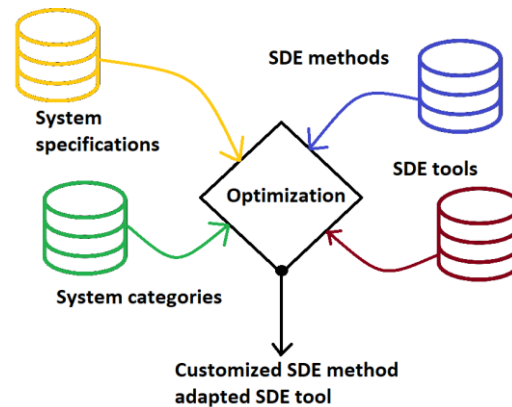 SDE methods
System
specifications
SDE tools
Optimization
System categories
Customized SDE method
adapted SDE tool